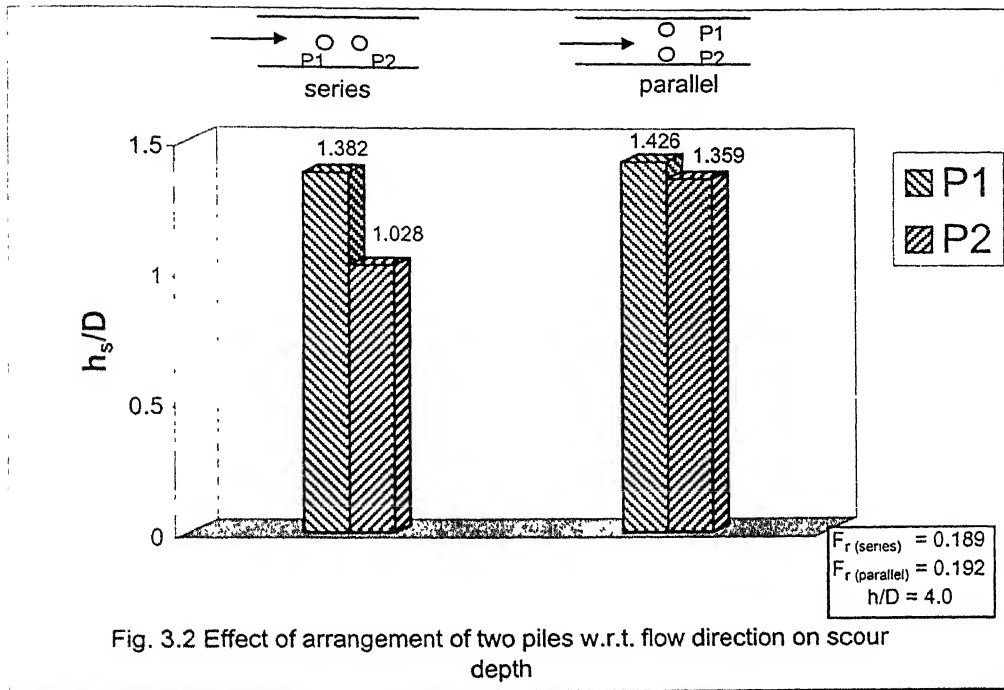 P1 P2
series
P1
P2
parallel
1.5
1
0.5
0
h_s/D
1.382
1.028
1.426
1.359
P1
P2
F_r (series) = 0.189
F_r (parallel) = 0.192
h/D = 4.0
Fig. 3.2 Effect of arrangement of two piles w.r.t. flow direction on scour
depth